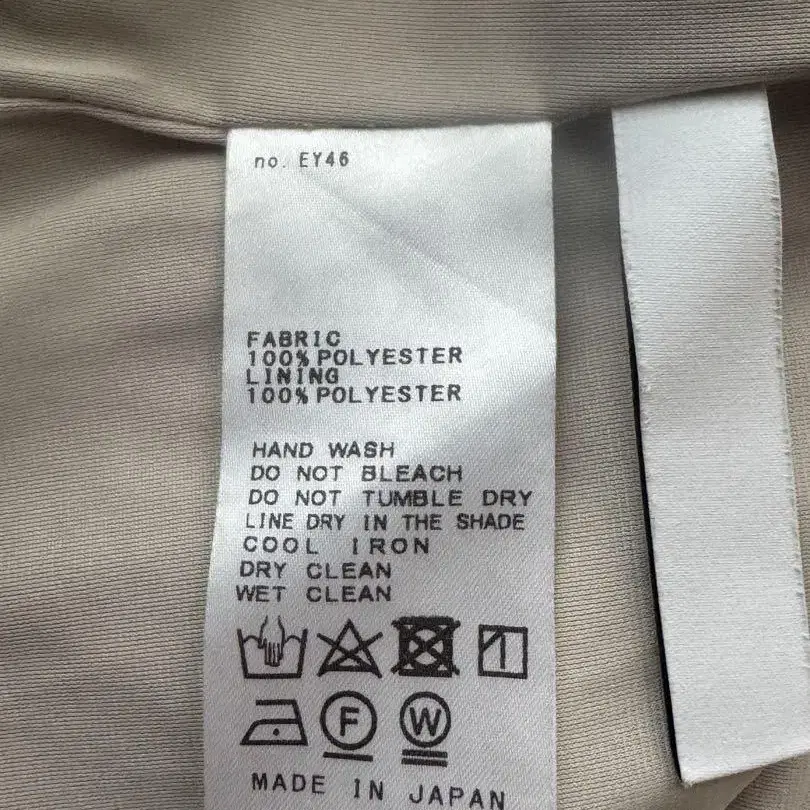 no. EY46
FABRIC
100% POLYESTER
LINING
100% POLYESTER
HAND WASH
DO NOT BLEACH
DO NOT TUMBLE DRY
LINE DRY IN THE SHADE
COOL IRON
DRY CLEAN
WET CLEAN
F W
MADE IN JAPAN